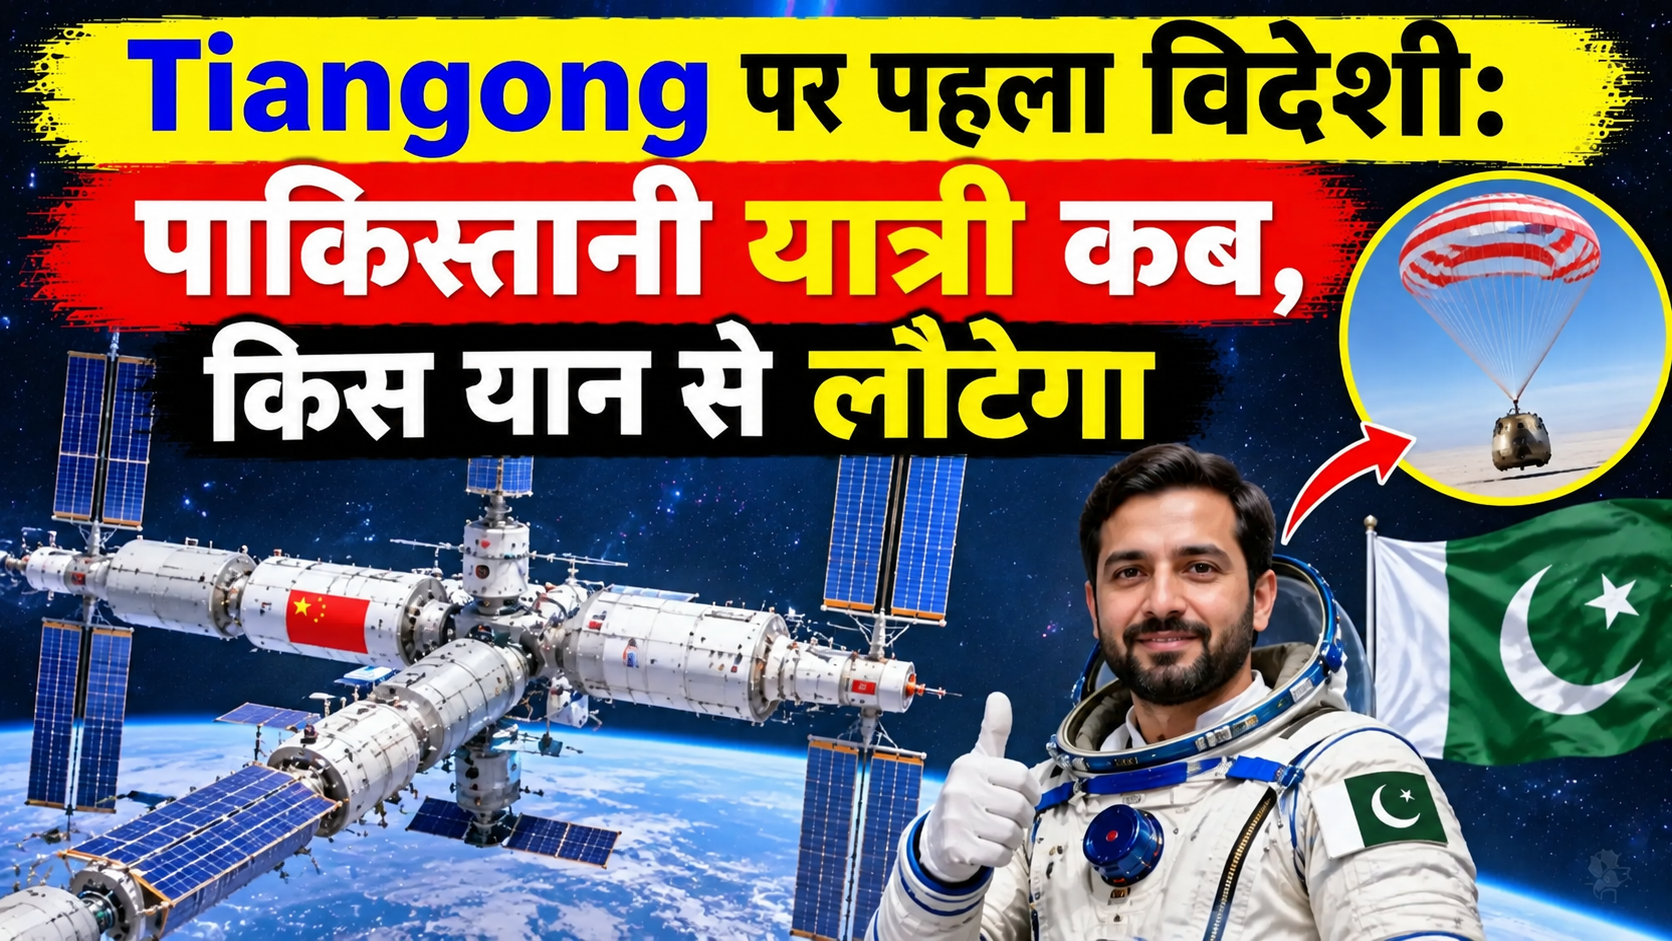 Tiangong पर पहला विदेशी:
पाकिस्तानी यात्री कब,
किस यान से लौटेगा